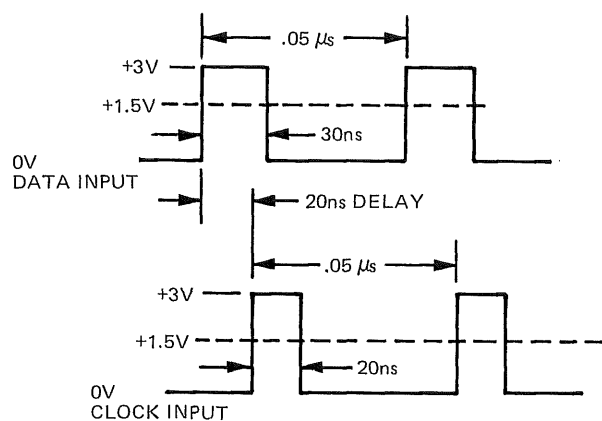 .05 μs
+3V
+1.5V
30ns
0V
DATA INPUT
20ns DELAY
.05 μs
+3V
+1.5V
20ns
0V
CLOCK INPUT